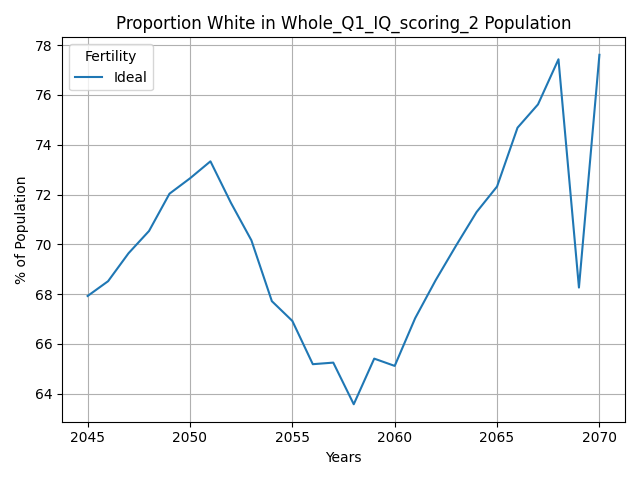 Proportion White in Whole_Q1_IQ_scoring_2 Population
Fertility
Ideal
% of Population
78
76
74
72
70
68
66
64
2045
2050
2055
2060
2065
2070
Years